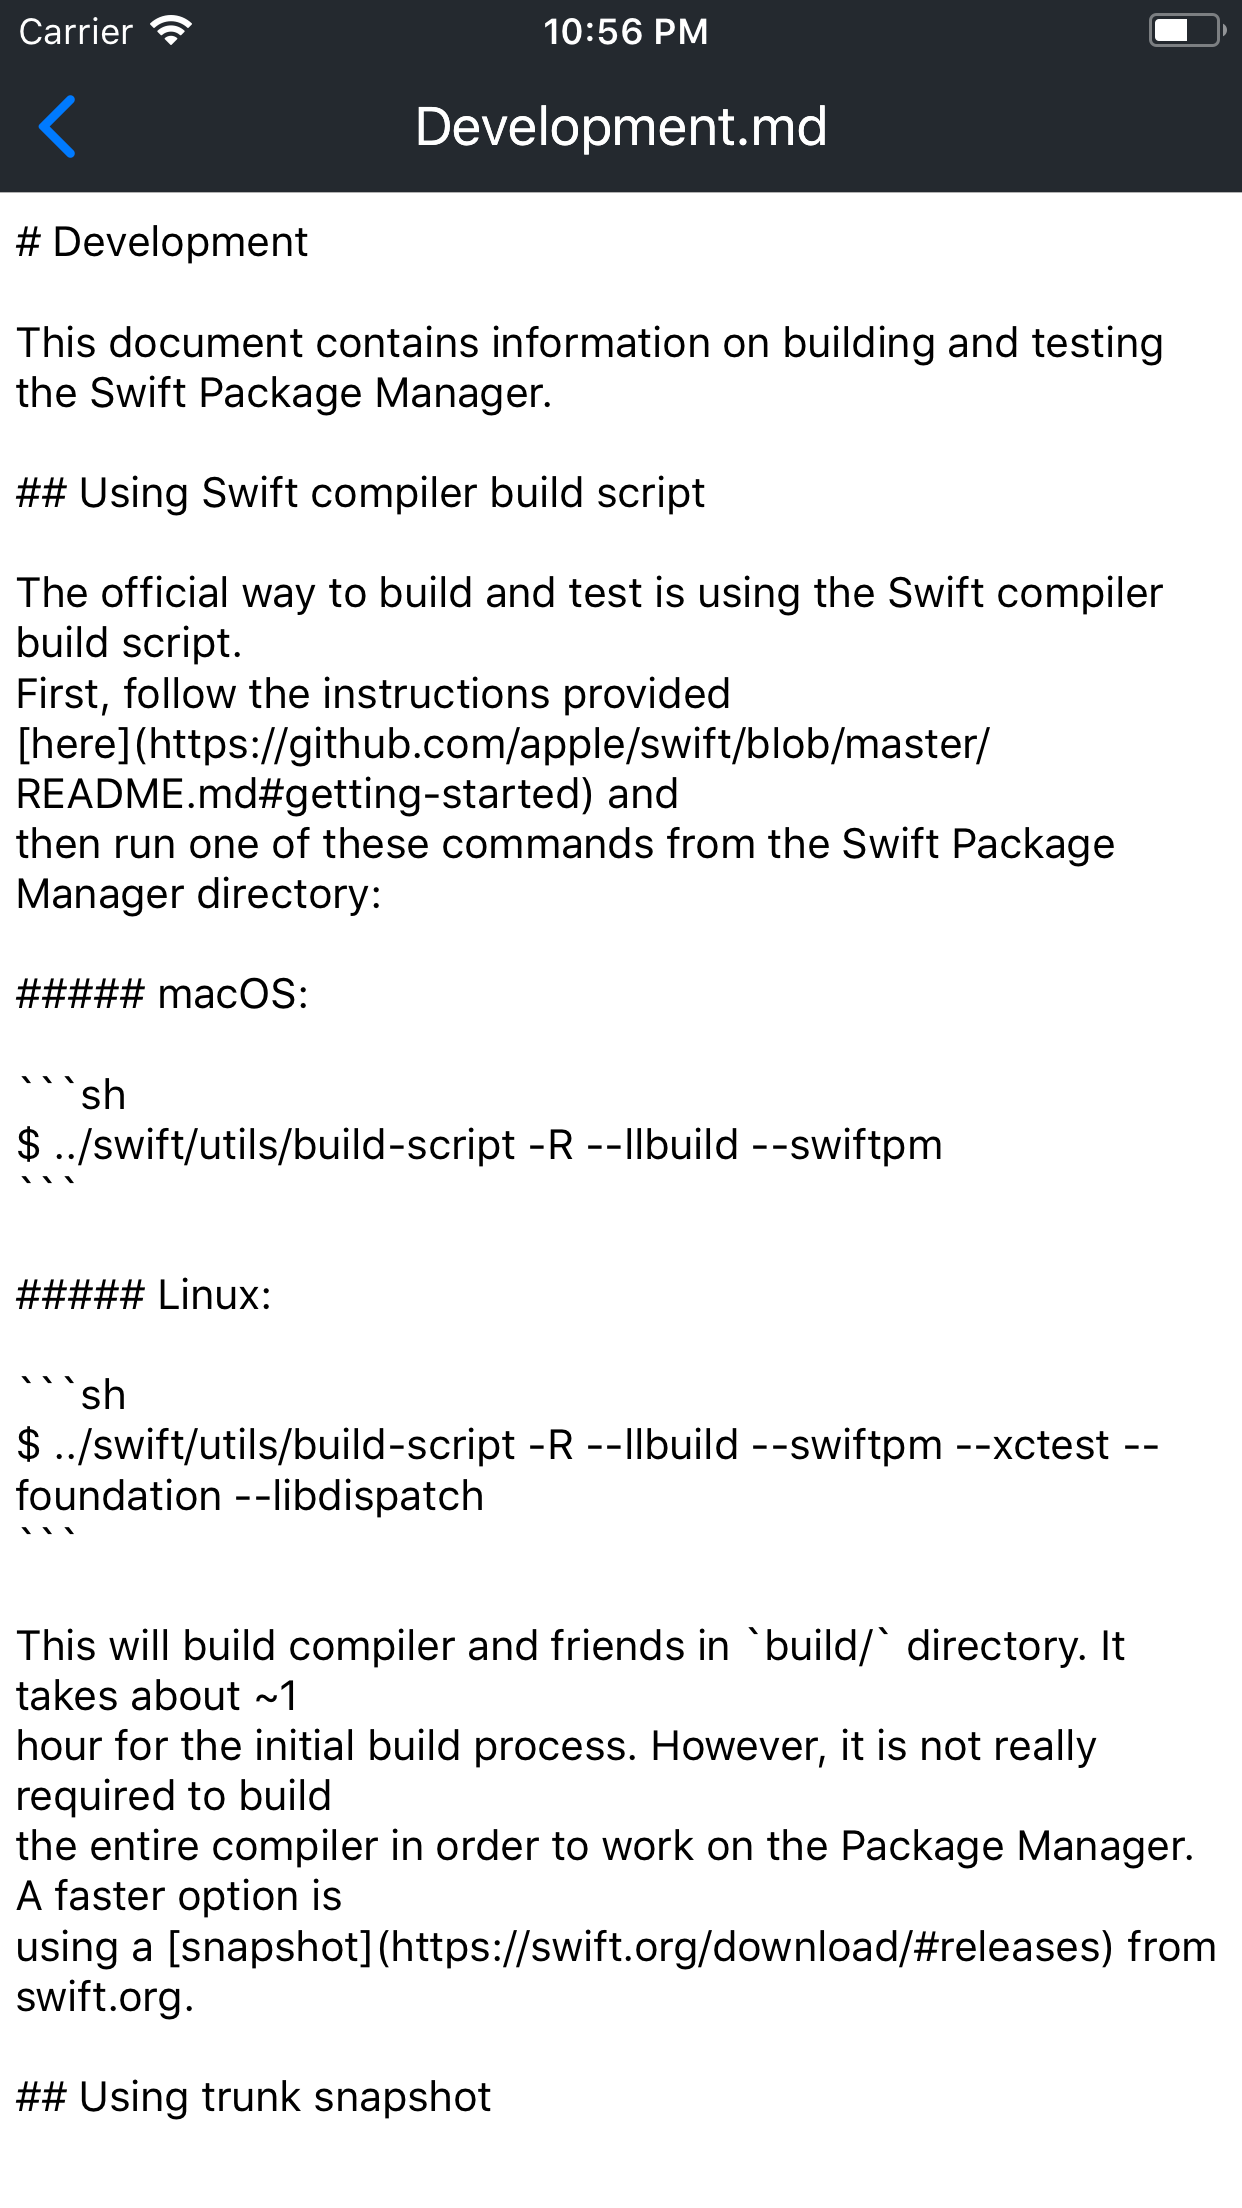 Carrier
10:56 PM
Development.md
# Development
This document contains information on building and testing
the Swift Package Manager.
## Using Swift compiler build script
The official way to build and test is using the Swift compiler
build script.
First, follow the instructions provided
[here](https://github.com/apple/swift/blob/master/
README.md#getting-started) and
then run one of these commands from the Swift Package
Manager directory:
##### macOS:
```sh
$ ../swift/utils/build-script -R --llbuild --swiftpm
```
##### Linux:
```sh
$ ../swift/utils/build-script -R --llbuild --swiftpm --xctest --
foundation --libdispatch
```
This will build compiler and friends in `build/` directory. It
takes about ~1
hour for the initial build process. However, it is not really
required to build
the entire compiler in order to work on the Package Manager.
A faster option is
using a [snapshot](https://swift.org/download/#releases) from
swift.org.
## Using trunk snapshot